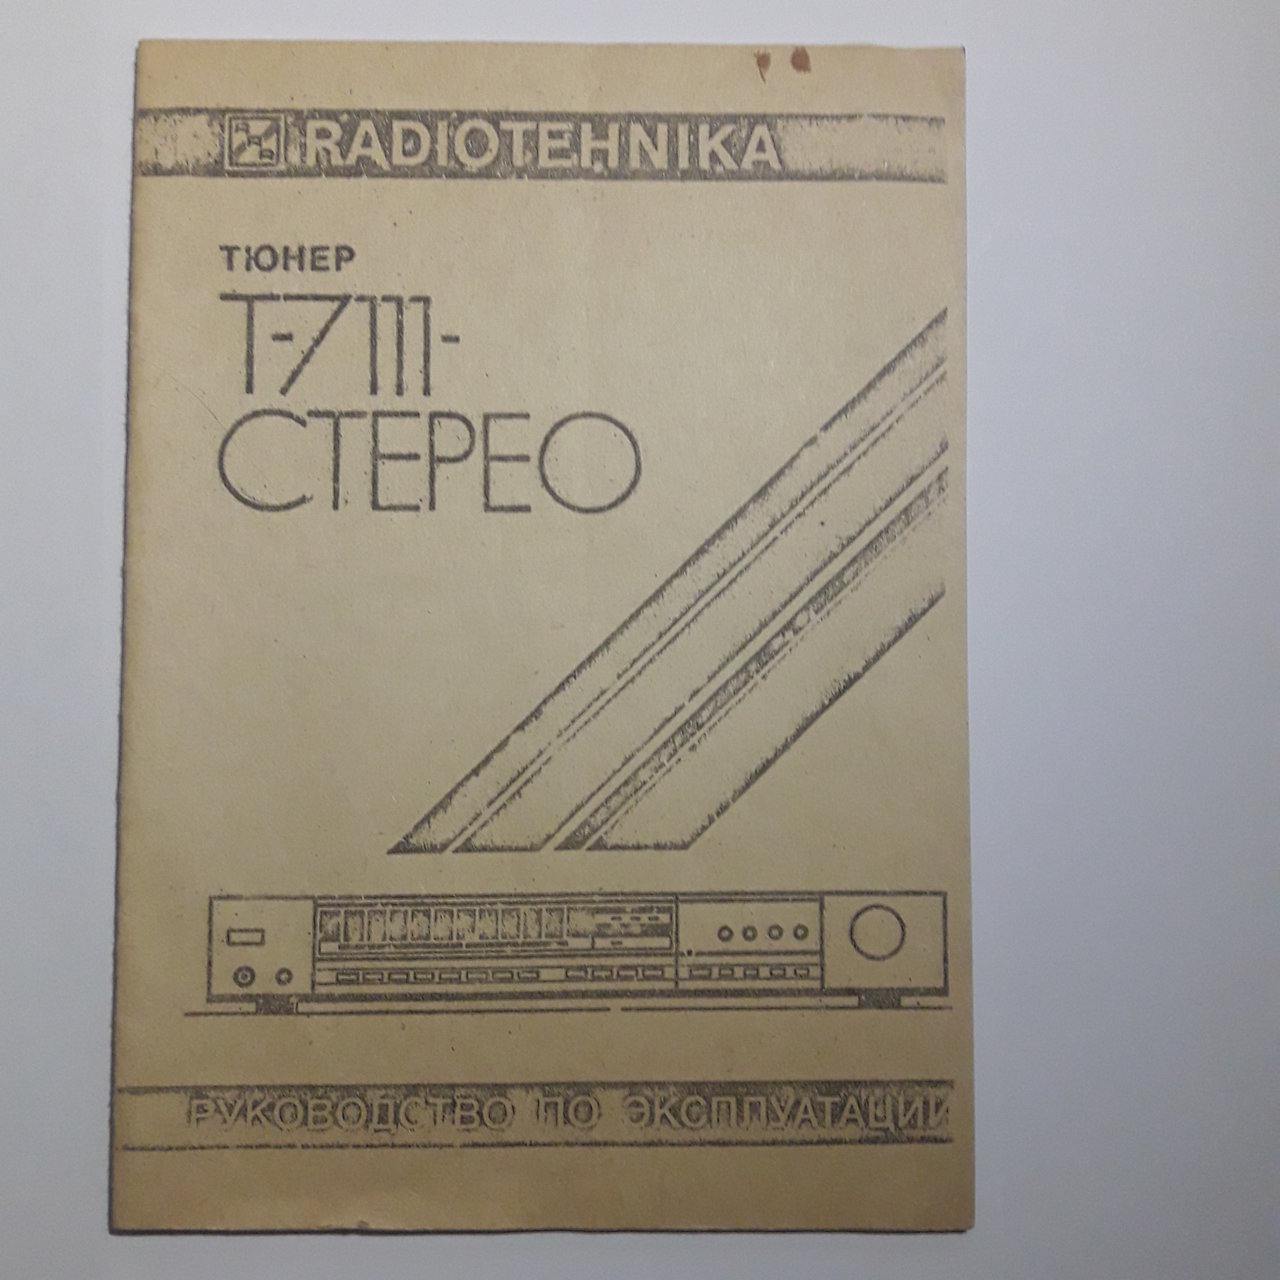 RADIOTEHNIKA
ТЮНЕР
Т-7111-
СТЕРЕО
РУКОВОДСТВО ПО ЭКСПЛУАТАЦИИ